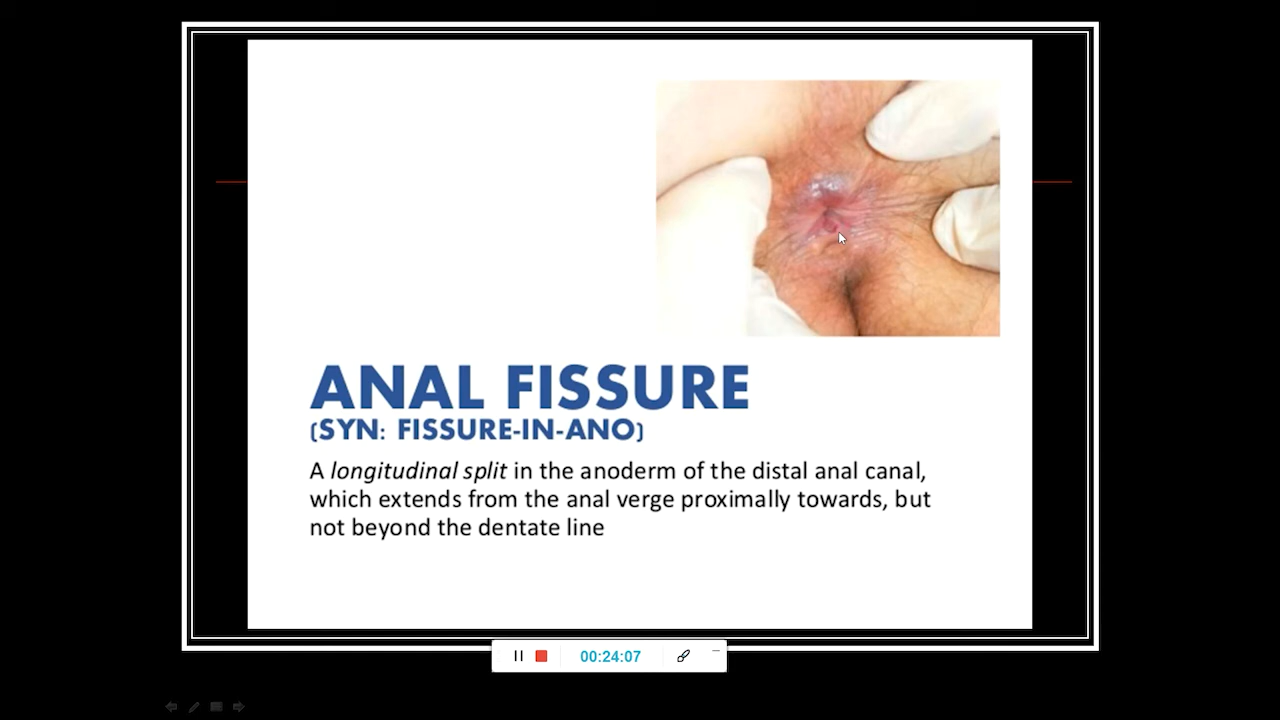 ANAL FISSURE
(SYN: FISSURE-IN-ANO)
A longitudinal split in the anoderm of the distal anal canal,
which extends from the anal verge proximally towards, but
not beyond the dentate line
00:24:07